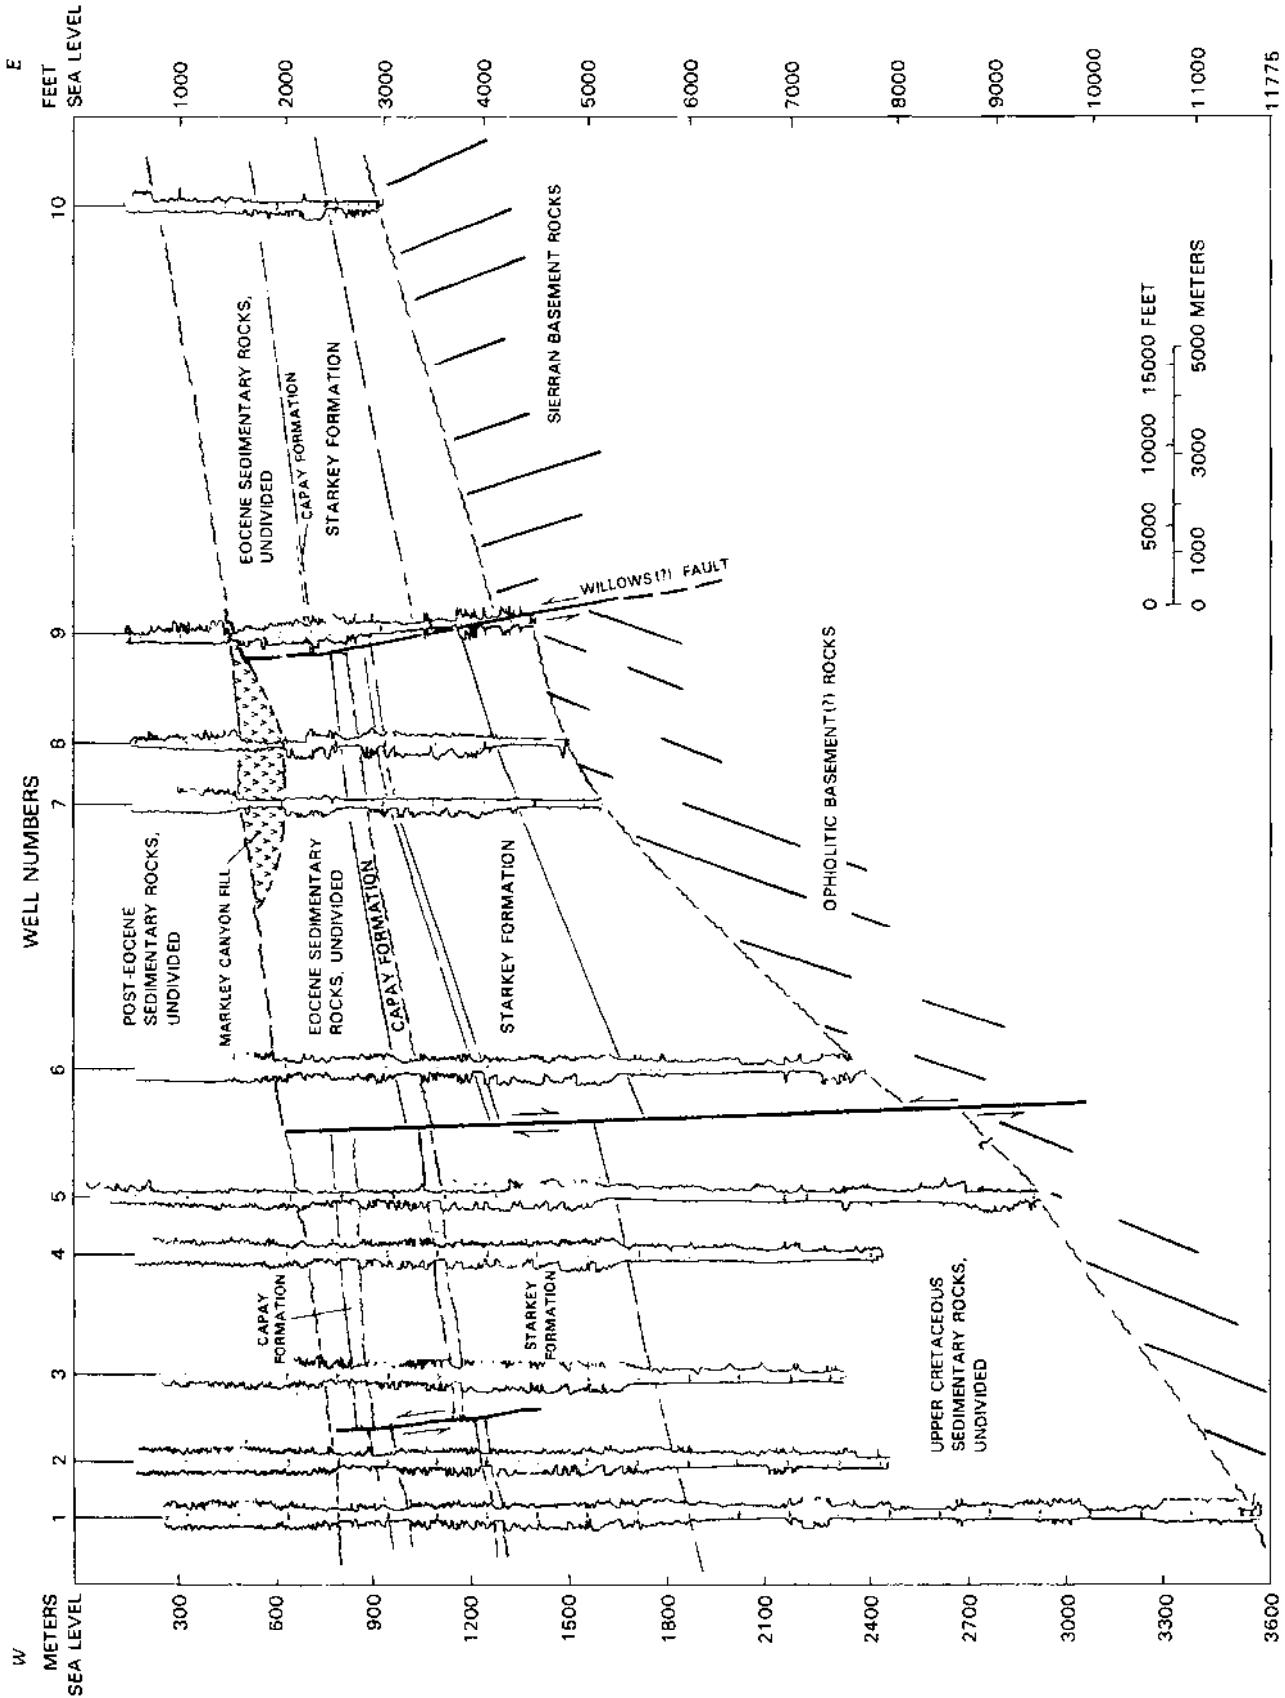 W
E
WELL NUMBERS
1
2
3
4
5
6
7
8
9
10
METERS
SEA LEVEL
300
600
900
1200
1500
1800
2100
2400
2700
3000
3300
3600
FEET
SEA LEVEL
1000
2000
3000
4000
5000
6000
7000
8000
9000
10000
11000
11775
POST-EOCENE
SEDIMENTARY ROCKS,
UNDIVIDED
MARKLEY CANYON FILL
EOCENE SEDIMENTARY
ROCKS, UNDIVIDED
CAPAY FORMATION
STARKEY FORMATION
EOCENE SEDIMENTARY ROCKS,
UNDIVIDED
CAPAY FORMATION
STARKEY FORMATION
CAPAY
FORMATION
STARKEY
FORMATION
WILLOWS(?) FAULT
SIERRAN BASEMENT ROCKS
OPHIOLITIC BASEMENT(?) ROCKS
UPPER CRETACEOUS
SEDIMENTARY ROCKS,
UNDIVIDED
0 5000 10000 15000 FEET
0 1000 3000 5000 METERS